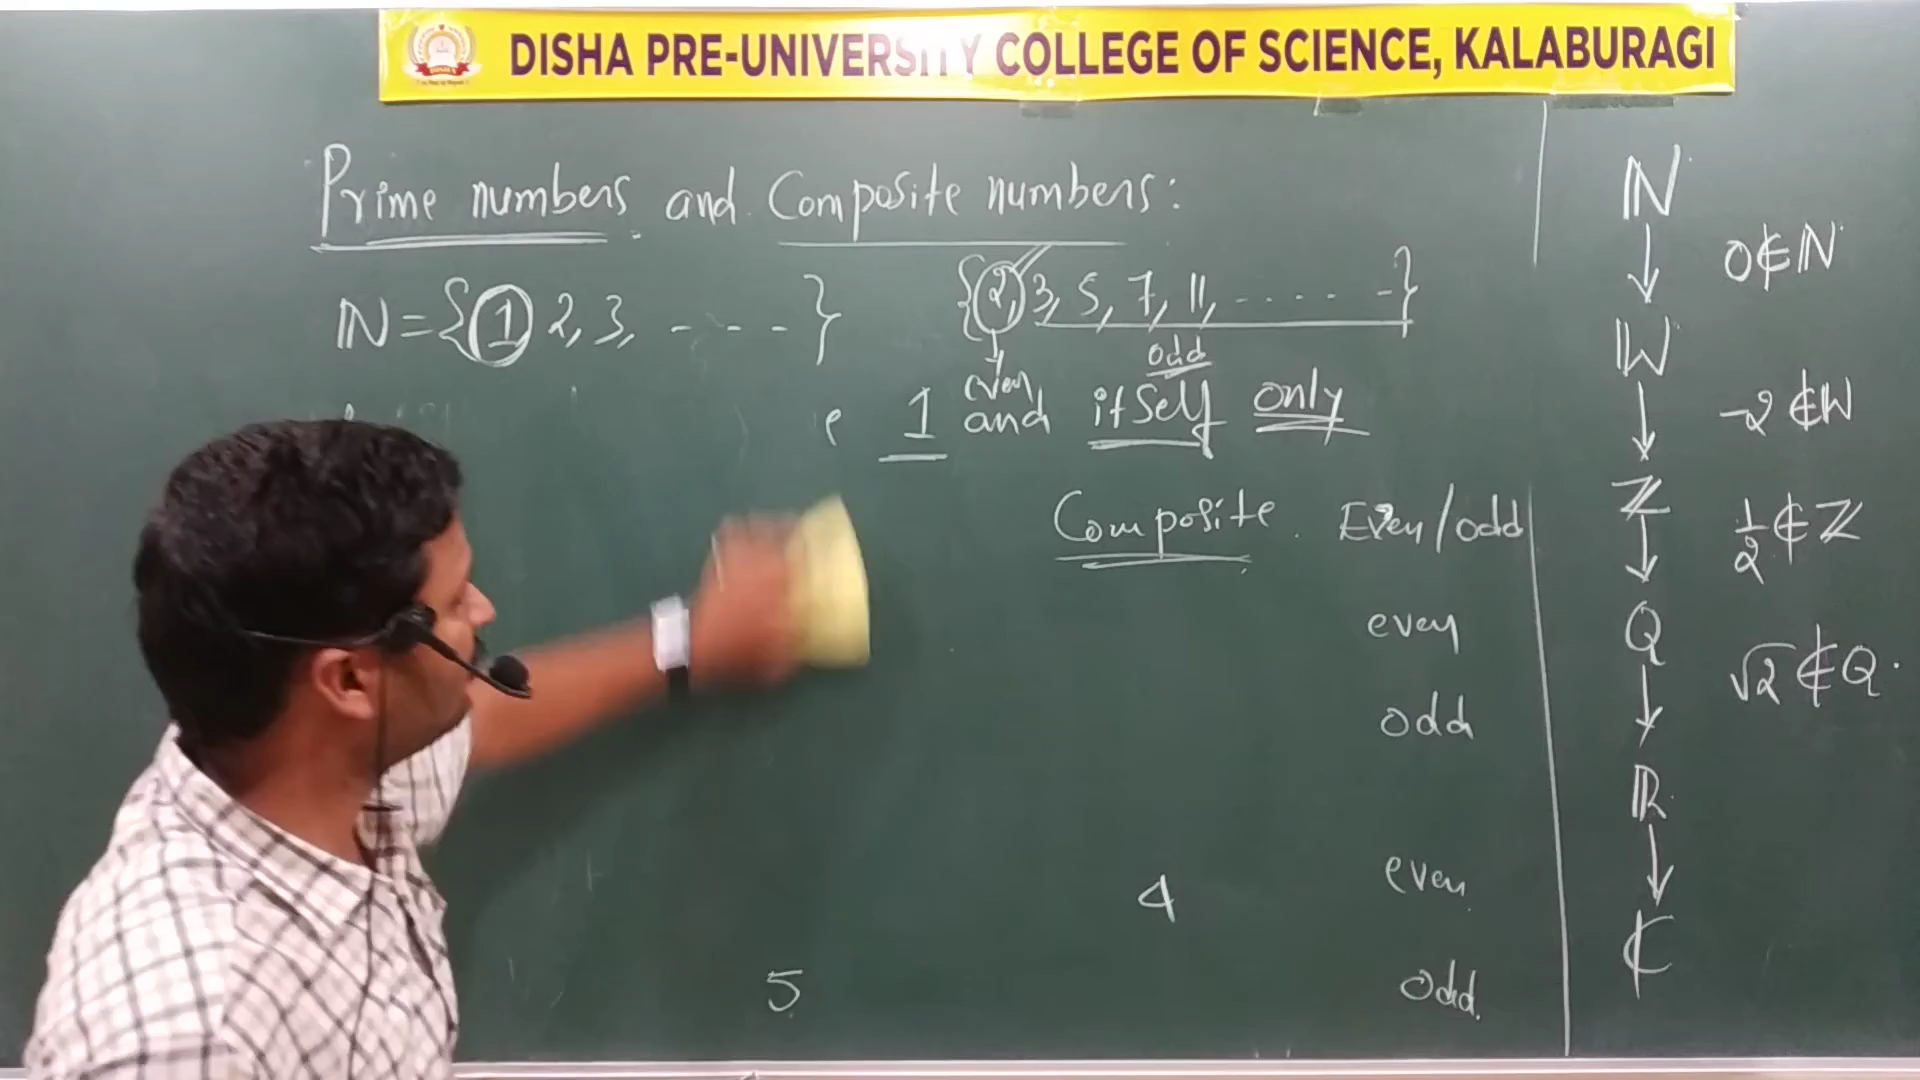 DISHA PRE-UNIVERSITY COLLEGE OF SCIENCE, KALABURAGI
Prime numbers and Composite numbers:
N = {1 2, 3, - - - - }
{2, 3, 5, 7, 11, - . . . . - }
even
odd
1 and itself only
Composite. Even/odd
even
odd
4 even.
5 odd.
N
0∉N
W
-2∉W
Z
1/2∉Z
Q
√2∉Q.
R
C